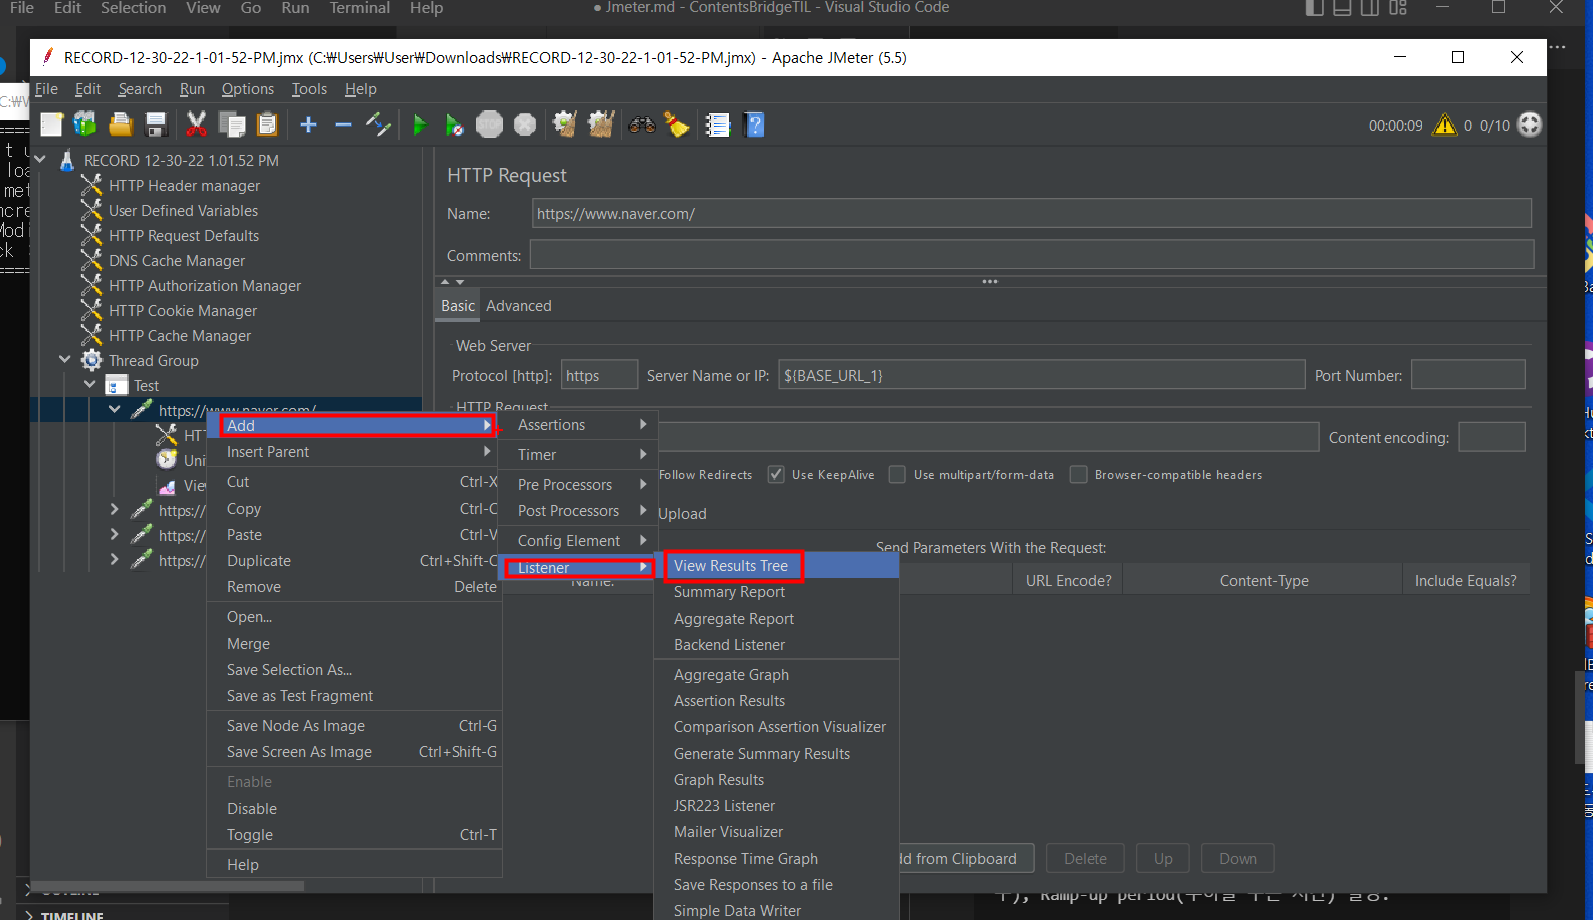 File Edit Selection View Go Run Terminal Help
● Jmeter.md - ContentsBridgeTIL - Visual Studio Code
RECORD-12-30-22-1-01-52-PM.jmx (C:₩Users₩User₩Downloads₩RECORD-12-30-22-1-01-52-PM.jmx) - Apache JMeter (5.5)
File Edit Search Run Options Tools Help
STOP
00:00:09 0 0/10
RECORD 12-30-22 1.01.52 PM
HTTP Header manager
User Defined Variables
HTTP Request Defaults
DNS Cache Manager
HTTP Authorization Manager
HTTP Cookie Manager
HTTP Cache Manager
Thread Group
Test
https://www.naver.com/
HT
Uni
Vie
https://
https://
https://
HTTP Request
Name: https://www.naver.com/
Comments:
Basic Advanced
Web Server
Protocol [http]: https Server Name or IP: ${BASE_URL_1} Port Number:
HTTP Request
Content encoding:
Follow Redirects Use KeepAlive Use multipart/form-data Browser-compatible headers
Upload
Send Parameters With the Request:
Name: URL Encode? Content-Type Include Equals?
Add
Insert Parent
Cut Ctrl-X
Copy Ctrl-C
Paste Ctrl-V
Duplicate Ctrl+Shift-C
Remove Delete
Open...
Merge
Save Selection As...
Save as Test Fragment
Save Node As Image Ctrl-G
Save Screen As Image Ctrl+Shift-G
Enable
Disable
Toggle Ctrl-T
Help
Assertions
Timer
Pre Processors
Post Processors
Config Element
Listener
View Results Tree
Summary Report
Aggregate Report
Backend Listener
Aggregate Graph
Assertion Results
Comparison Assertion Visualizer
Generate Summary Results
Graph Results
JSR223 Listener
Mailer Visualizer
Response Time Graph
Save Responses to a file
Simple Data Writer
dd from Clipboard Delete Up Down
Ramp-up period(
OUTLINE
TIMELINE